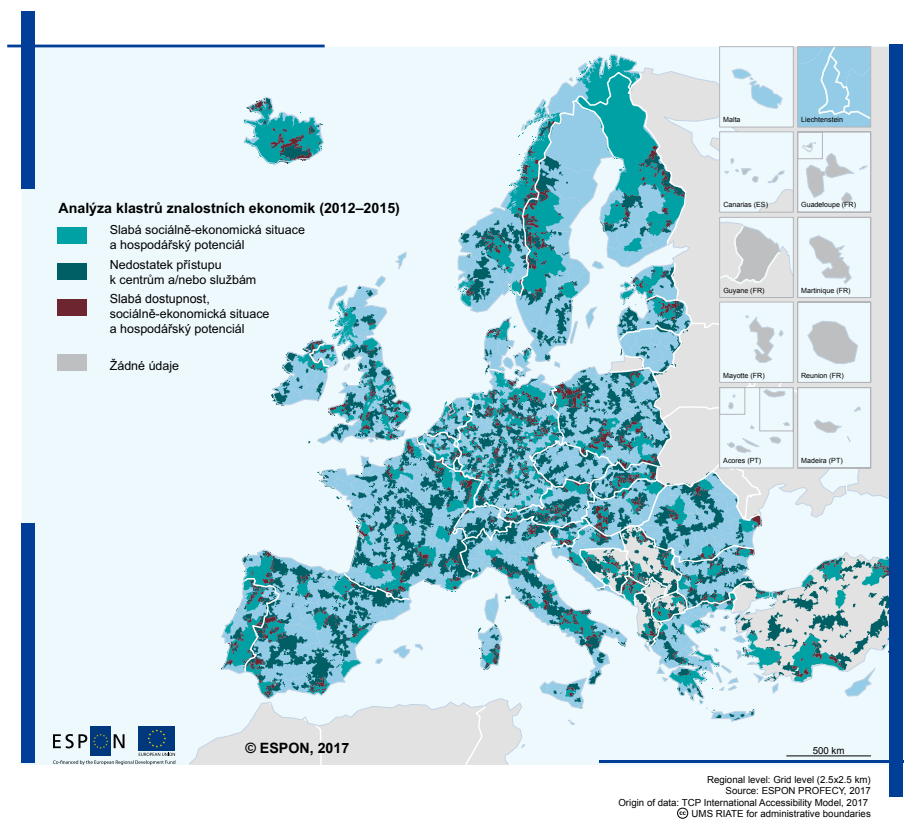 Malta
Liechtenstein
Canarias (ES)
Guadeloupe (FR)
Guyane (FR)
Martinique (FR)
Mayotte (FR)
Reunion (FR)
Acores (PT)
Madeira (PT)
Analýza klastrů znalostních ekonomik (2012–2015)
Slabá sociálně-ekonomická situace
a hospodářský potenciál
Nedostatek přístupu
k centrům a/nebo službám
Slabá dostupnost,
sociálně-ekonomická situace
a hospodářský potenciál
Žádné údaje
ESPON
EUROPEAN UNION
Co-financed by the European Regional Development Fund
© ESPON, 2017
500 km
Regional level: Grid level (2.5x2.5 km)
Source: ESPON PROFECY, 2017
Origin of data: TCP International Accessibility Model, 2017
cc UMS RIATE for administrative boundaries